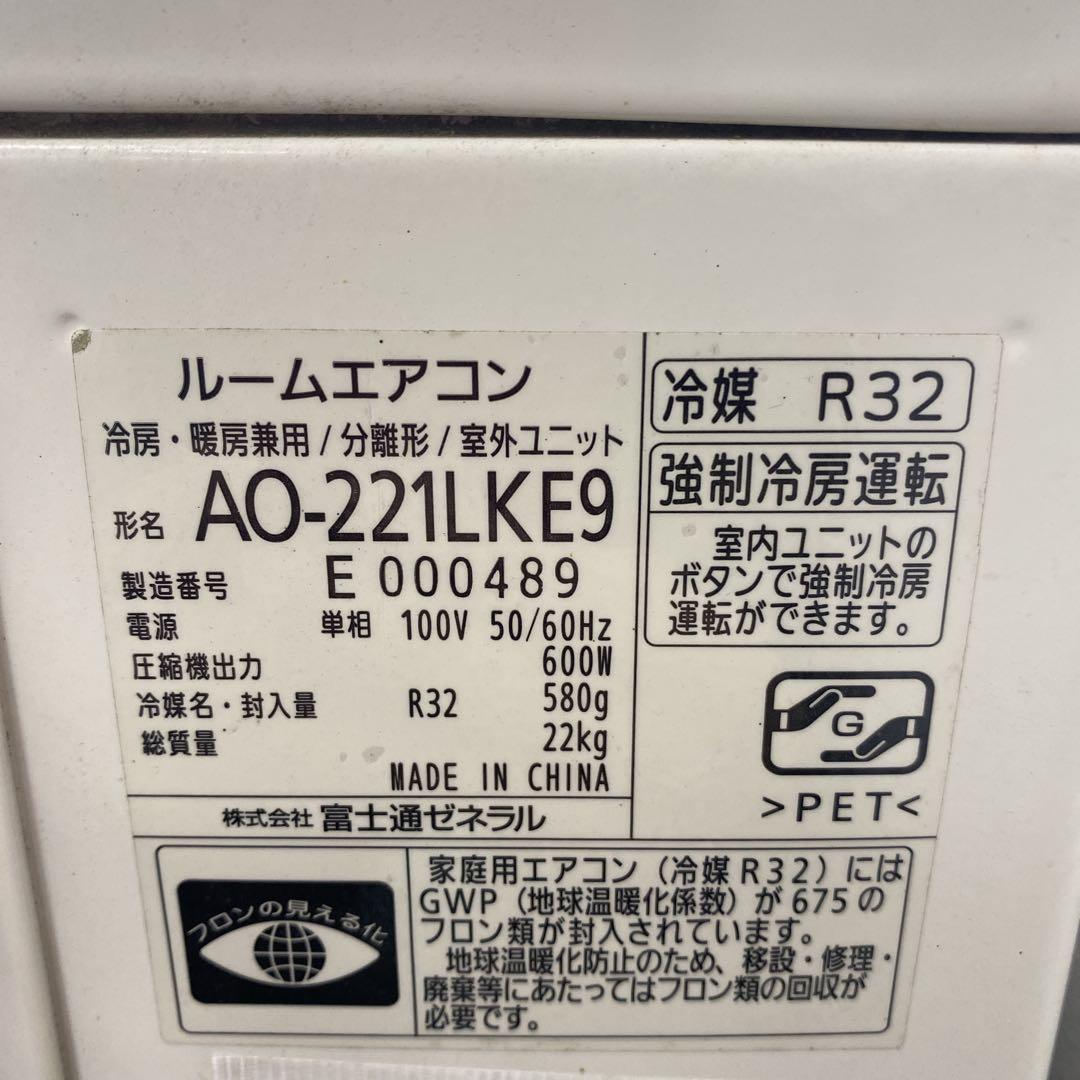 ルームエアコン
冷房・暖房兼用/分離形/室外ユニット
形名 AO-221LKE9
製造番号 E 000489
電源 単相 100V 50/60Hz
圧縮機出力 600W
冷媒名・封入量 R32 580g
総質量 22kg
MADE IN CHINA
株式会社 富士通ゼネラル
冷媒 R32
強制冷房運転
室内ユニットの
ボタンで強制冷房
運転ができます。
G
>PET<
フロンの見える化
家庭用エアコン（冷媒R32）には
GWP（地球温暖化係数）が675の
フロン類が封入されています。
地球温暖化防止のため、移設・修理・
廃棄等にあたってはフロン類の回収が
必要です。